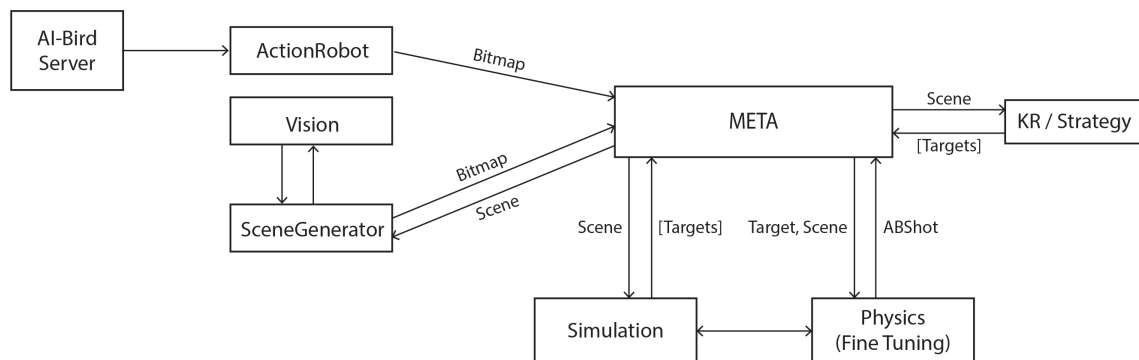 AI-Bird
Server
ActionRobot
Bitmap
Vision
META
Scene
KR / Strategy
[Targets]
Bitmap
Scene
SceneGenerator
Scene
[Targets]
Target, Scene
ABShot
Simulation
Physics
(Fine Tuning)